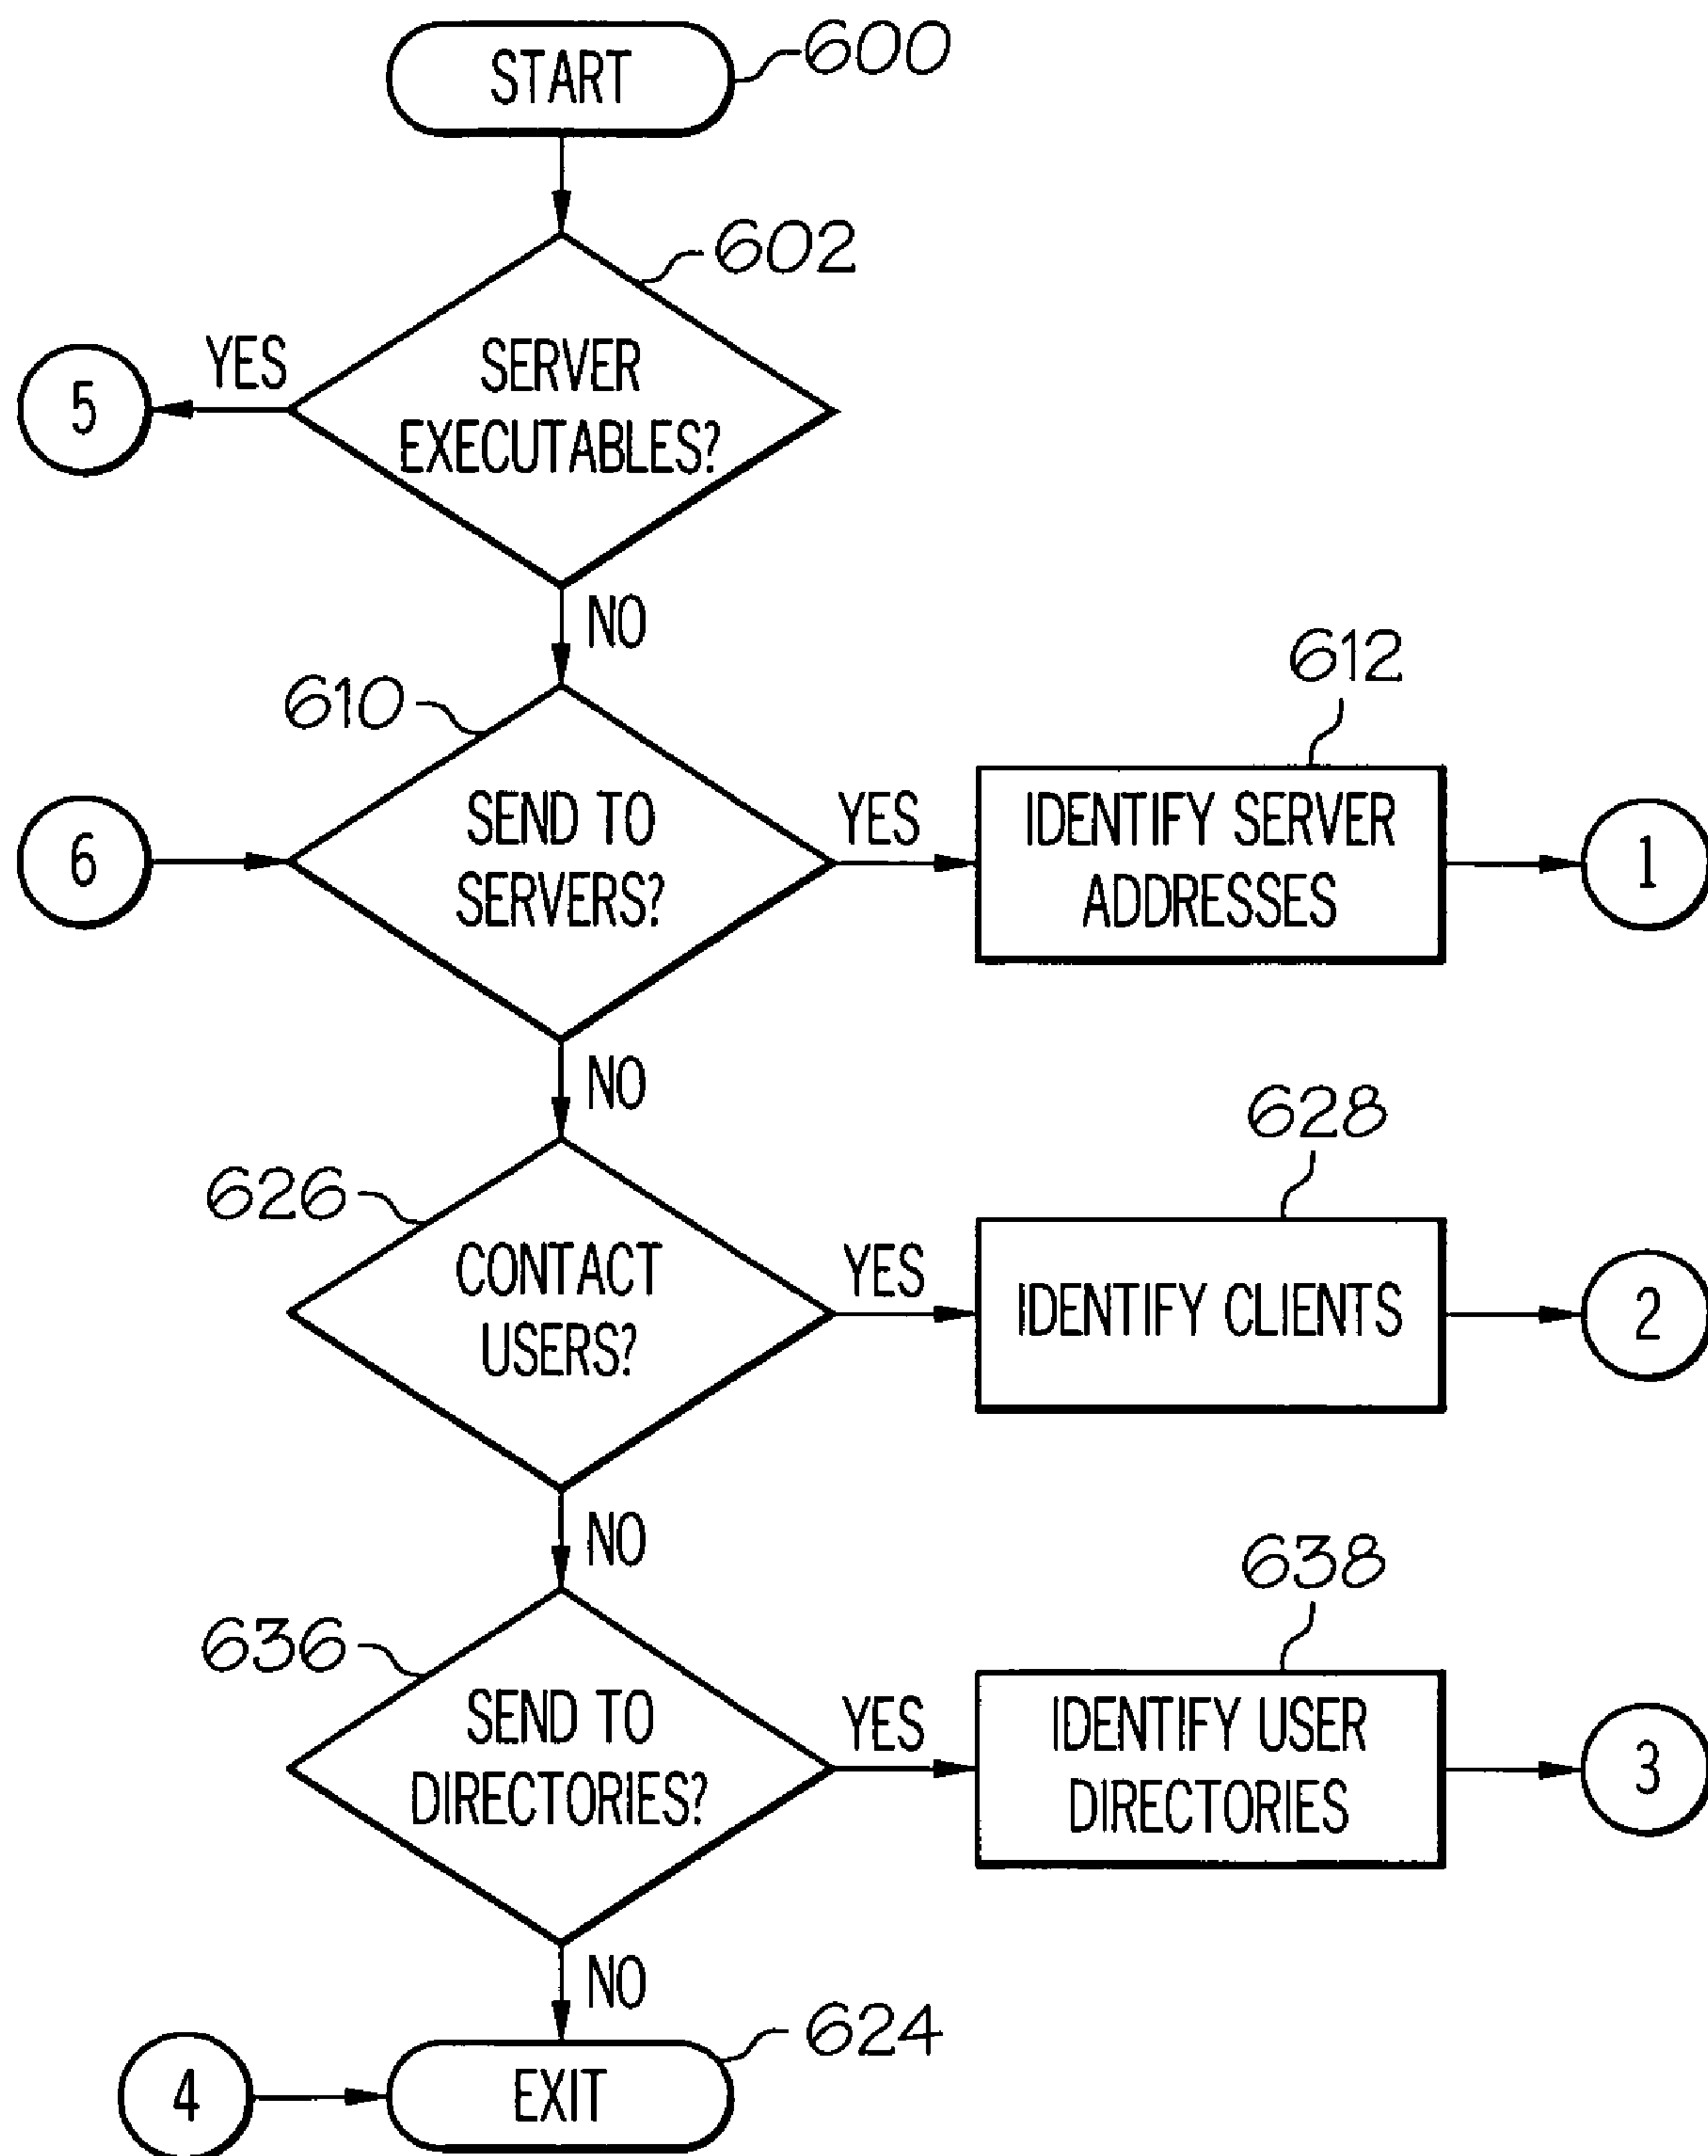 START
600
602
SERVER
EXECUTABLES?
YES
5
NO
610
612
6
SEND TO
SERVERS?
YES
IDENTIFY SERVER
ADDRESSES
1
NO
626
628
CONTACT
USERS?
YES
IDENTIFY CLIENTS
2
NO
636
638
SEND TO
DIRECTORIES?
YES
IDENTIFY USER
DIRECTORIES
3
NO
624
4
EXIT